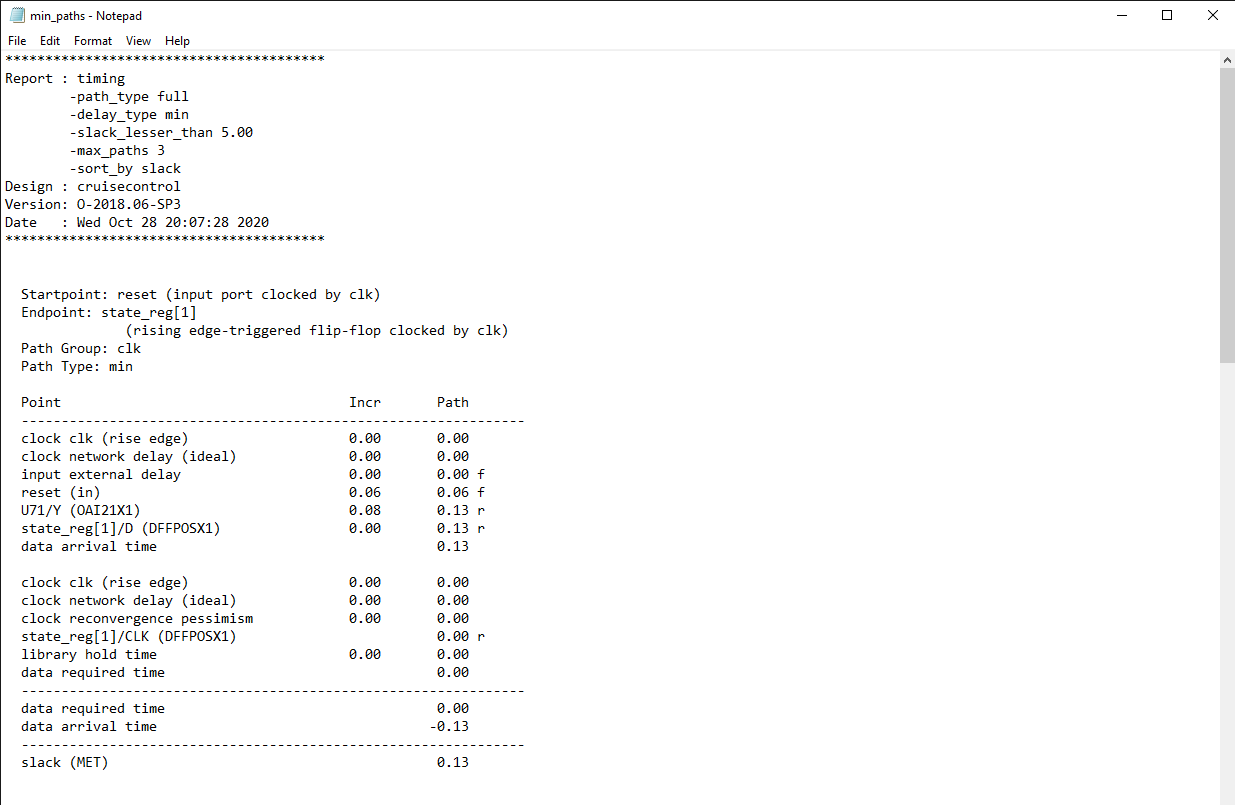 min_paths - Notepad
File Edit Format View Help
****************************************
Report : timing
        -path_type full
        -delay_type min
        -slack_lesser_than 5.00
        -max_paths 3
        -sort_by slack
Design : cruisecontrol
Version: O-2018.06-SP3
Date   : Wed Oct 28 20:07:28 2020
****************************************
  Startpoint: reset (input port clocked by clk)
  Endpoint: state_reg[1]
               (rising edge-triggered flip-flop clocked by clk)
  Path Group: clk
  Path Type: min
  Point                                    Incr       Path
  ---------------------------------------------------------------
  clock clk (rise edge)                    0.00       0.00
  clock network delay (ideal)              0.00       0.00
  input external delay                     0.00       0.00 f
  reset (in)                               0.06       0.06 f
  U71/Y (OAI21X1)                          0.08       0.13 r
  state_reg[1]/D (DFFPOSX1)                0.00       0.13 r
  data arrival time                                   0.13
  clock clk (rise edge)                    0.00       0.00
  clock network delay (ideal)              0.00       0.00
  clock reconvergence pessimism            0.00       0.00
  state_reg[1]/CLK (DFFPOSX1)                         0.00 r
  library hold time                        0.00       0.00
  data required time                                  0.00
  ---------------------------------------------------------------
  data required time                                  0.00
  data arrival time                                  -0.13
  ---------------------------------------------------------------
  slack (MET)                                         0.13